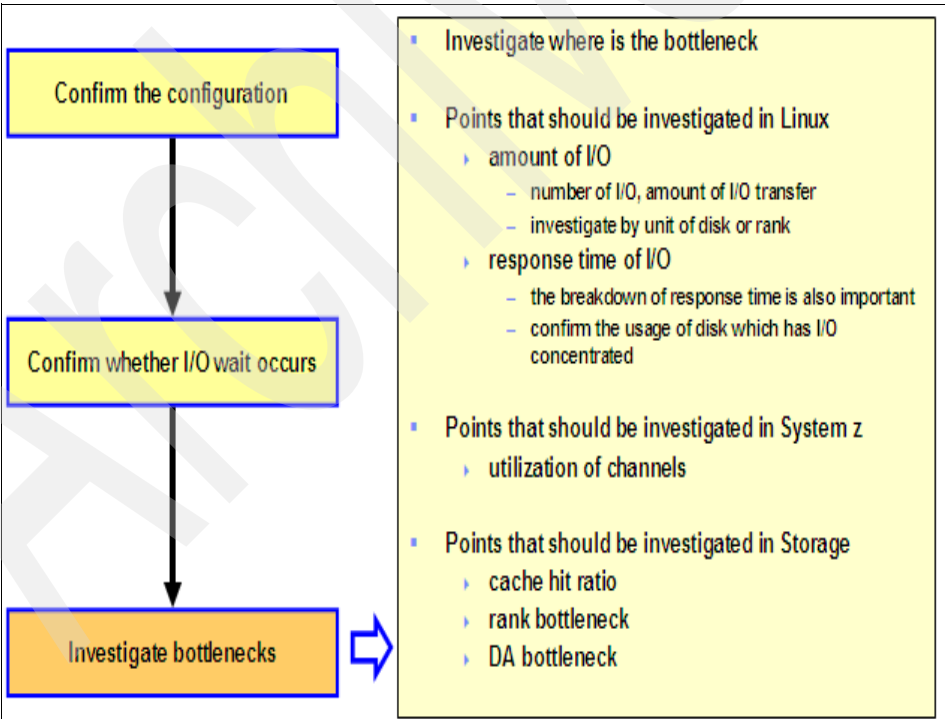 Confirm the configuration
Confirm whether I/O wait occurs
Investigate bottlenecks
Investigate where is the bottleneck
Points that should be investigated in Linux
amount of I/O
– number of I/O, amount of I/O transfer
– investigate by unit of disk or rank
response time of I/O
– the breakdown of response time is also important
– confirm the usage of disk which has I/O
concentrated
Points that should be investigated in System z
utilization of channels
Points that should be investigated in Storage
cache hit ratio
rank bottleneck
DA bottleneck